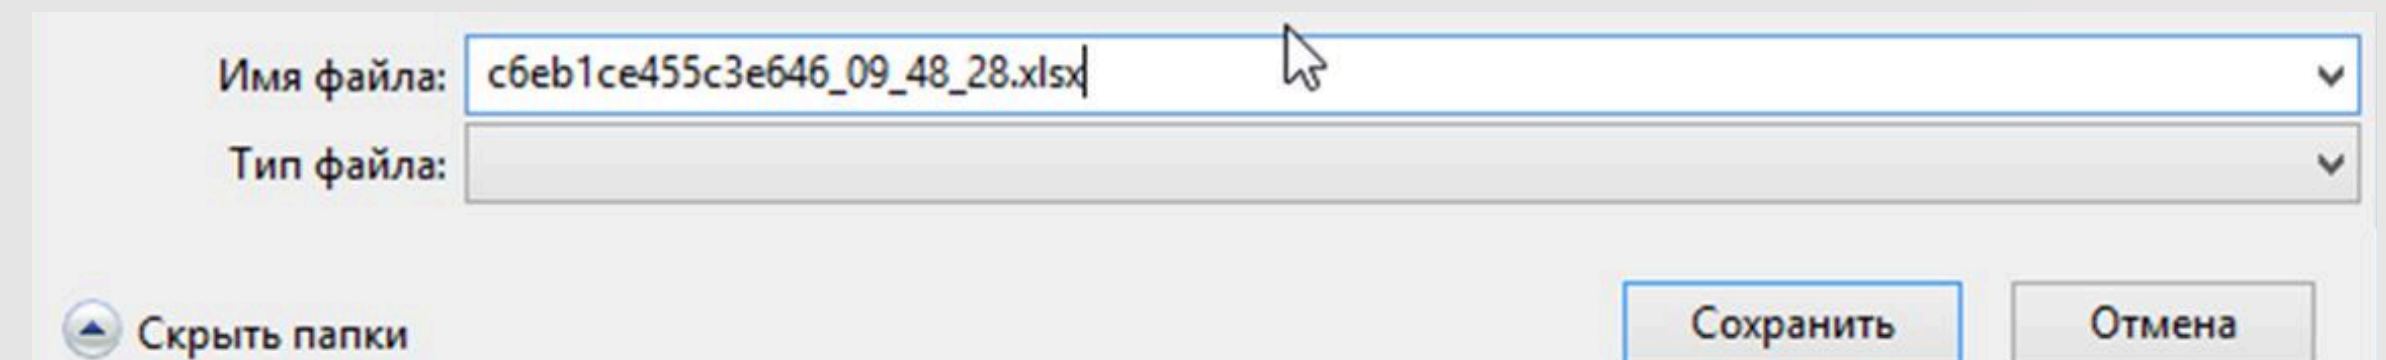 Имя файла: c6eb1ce455c3e646_09_48_28.xlsx
Тип файла:
Скрыть папки Сохранить Отмена